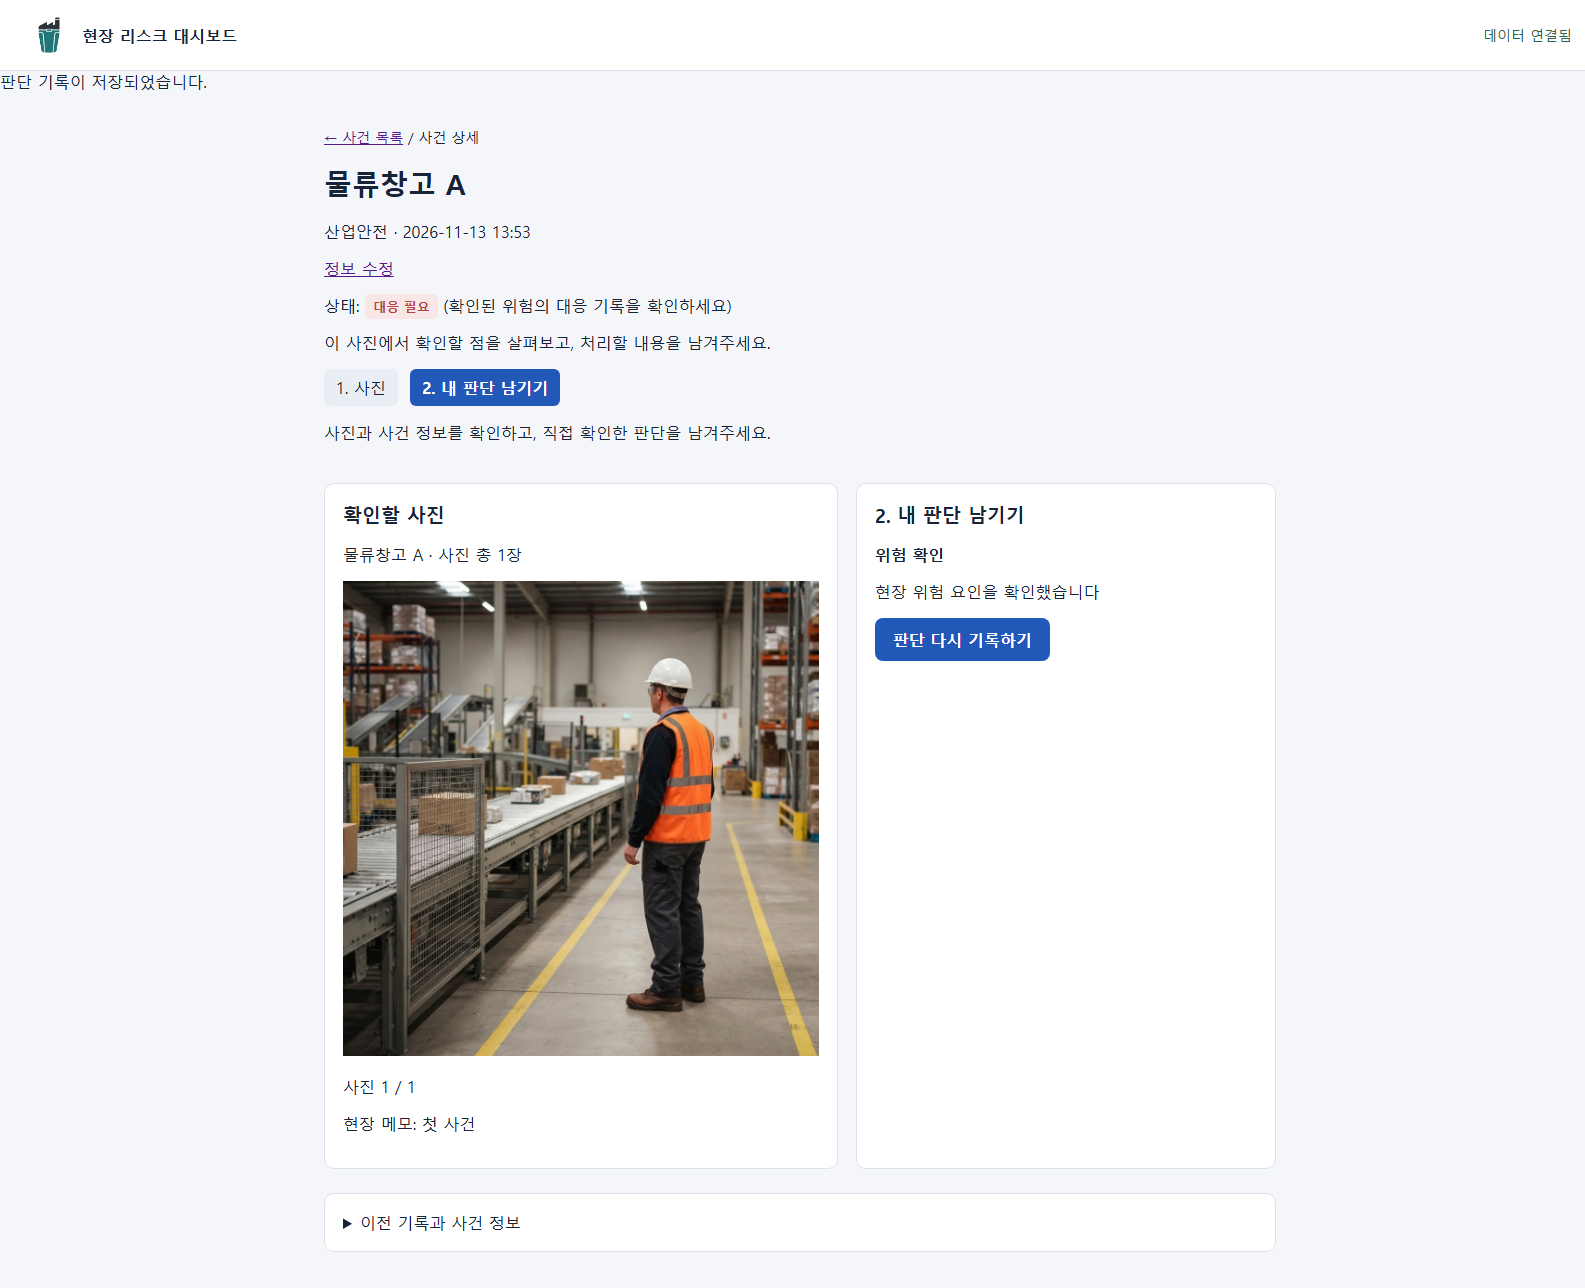 현장 리스크 대시보드
데이터 연결됨
판단 기록이 저장되었습니다.
← 사건 목록 / 사건 상세
물류창고 A
산업안전 · 2026-11-13 13:53
정보 수정
상태: 대응 필요 (확인된 위험의 대응 기록을 확인하세요)
이 사진에서 확인할 점을 살펴보고, 처리할 내용을 남겨주세요.
1. 사진
2. 내 판단 남기기
사진과 사건 정보를 확인하고, 직접 확인한 판단을 남겨주세요.
확인할 사진
물류창고 A · 사진 총 1장
사진 1 / 1
현장 메모: 첫 사건
2. 내 판단 남기기
위험 확인
현장 위험 요인을 확인했습니다
판단 다시 기록하기
▶ 이전 기록과 사건 정보